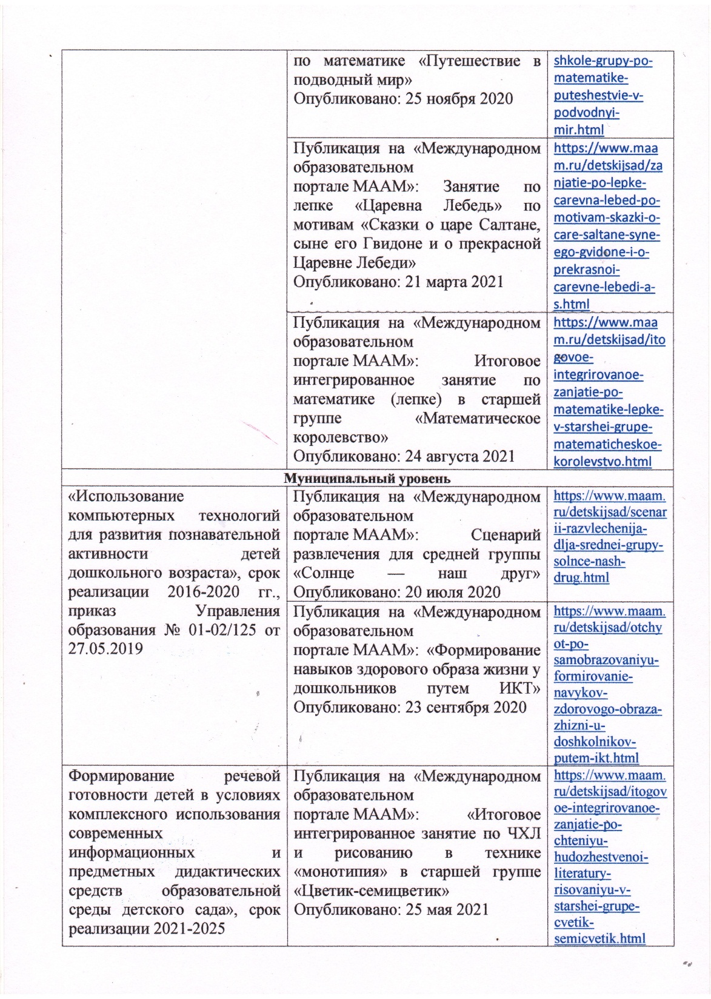 по математике «Путешествие в
подводный мир»
Опубликовано: 25 ноября 2020
shkole-grupy-po-
matematike-
puteshestvie-v-
podvodnyi-
mir.html
Публикация на «Международном
образовательном
портале МААМ»: Занятие по
лепке «Царевна Лебедь» по
мотивам «Сказки о царе Салтане,
сыне его Гвидоне и о прекрасной
Царевне Лебеди»
Опубликовано: 21 марта 2021
https://www.maa
m.ru/detskijsad/za
njatie-po-lepke-
carevna-lebed-po-
motivam-skazki-o-
care-saltane-syne-
ego-gvidone-i-o-
prekrasnoi-
carevne-lebedi-a-
s.html
Публикация на «Международном
образовательном
портале МААМ»: Итоговое
интегрированное занятие по
математике (лепке) в старшей
группе «Математическое
королевство»
Опубликовано: 24 августа 2021
https://www.maa
m.ru/detskijsad/ito
govoe-
integrirovanoe-
zanjatie-po-
matematike-lepke-
v-starshei-grupe-
matematicheskoe-
korolevstvo.html
Муниципальный уровень
«Использование
компьютерных технологий
для развития познавательной
активности детей
дошкольного возраста», срок
реализации 2016-2020 гг.,
приказ Управления
образования № 01-02/125 от
27.05.2019
Публикация на «Международном
образовательном
портале МААМ»: Сценарий
развлечения для средней группы
«Солнце — наш друг»
Опубликовано: 20 июля 2020
https://www.maam.
ru/detskijsad/scenar
ii-razvlechenija-
dlja-srednei-grupy-
solnce-nash-
drug.html
Публикация на «Международном
образовательном
портале МААМ»: «Формирование
навыков здорового образа жизни у
дошкольников путем ИКТ»
Опубликовано: 23 сентября 2020
https://www.maam.
ru/detskijsad/otchy
ot-po-
samobrazovaniyu-
formirovanie-
navykov-
zdorovogo-obraza-
zhizni-u-
doshkolnikov-
putem-ikt.html
Формирование речевой
готовности детей в условиях
комплексного использования
современных
информационных и
предметных дидактических
средств образовательной
среды детского сада», срок
реализации 2021-2025
Публикация на «Международном
образовательном
портале МААМ»: «Итоговое
интегрированное занятие по ЧХЛ
и рисованию в технике
«монотипия» в старшей группе
«Цветик-семицветик»
Опубликовано: 25 мая 2021
https://www.maam.
ru/detskijsad/itogov
oe-integrirovanoe-
zanjatie-po-
chteniyu-
hudozhestvenoi-
literatury-
risovaniyu-v-
starshei-grupe-
cvetik-
semicvetik.html